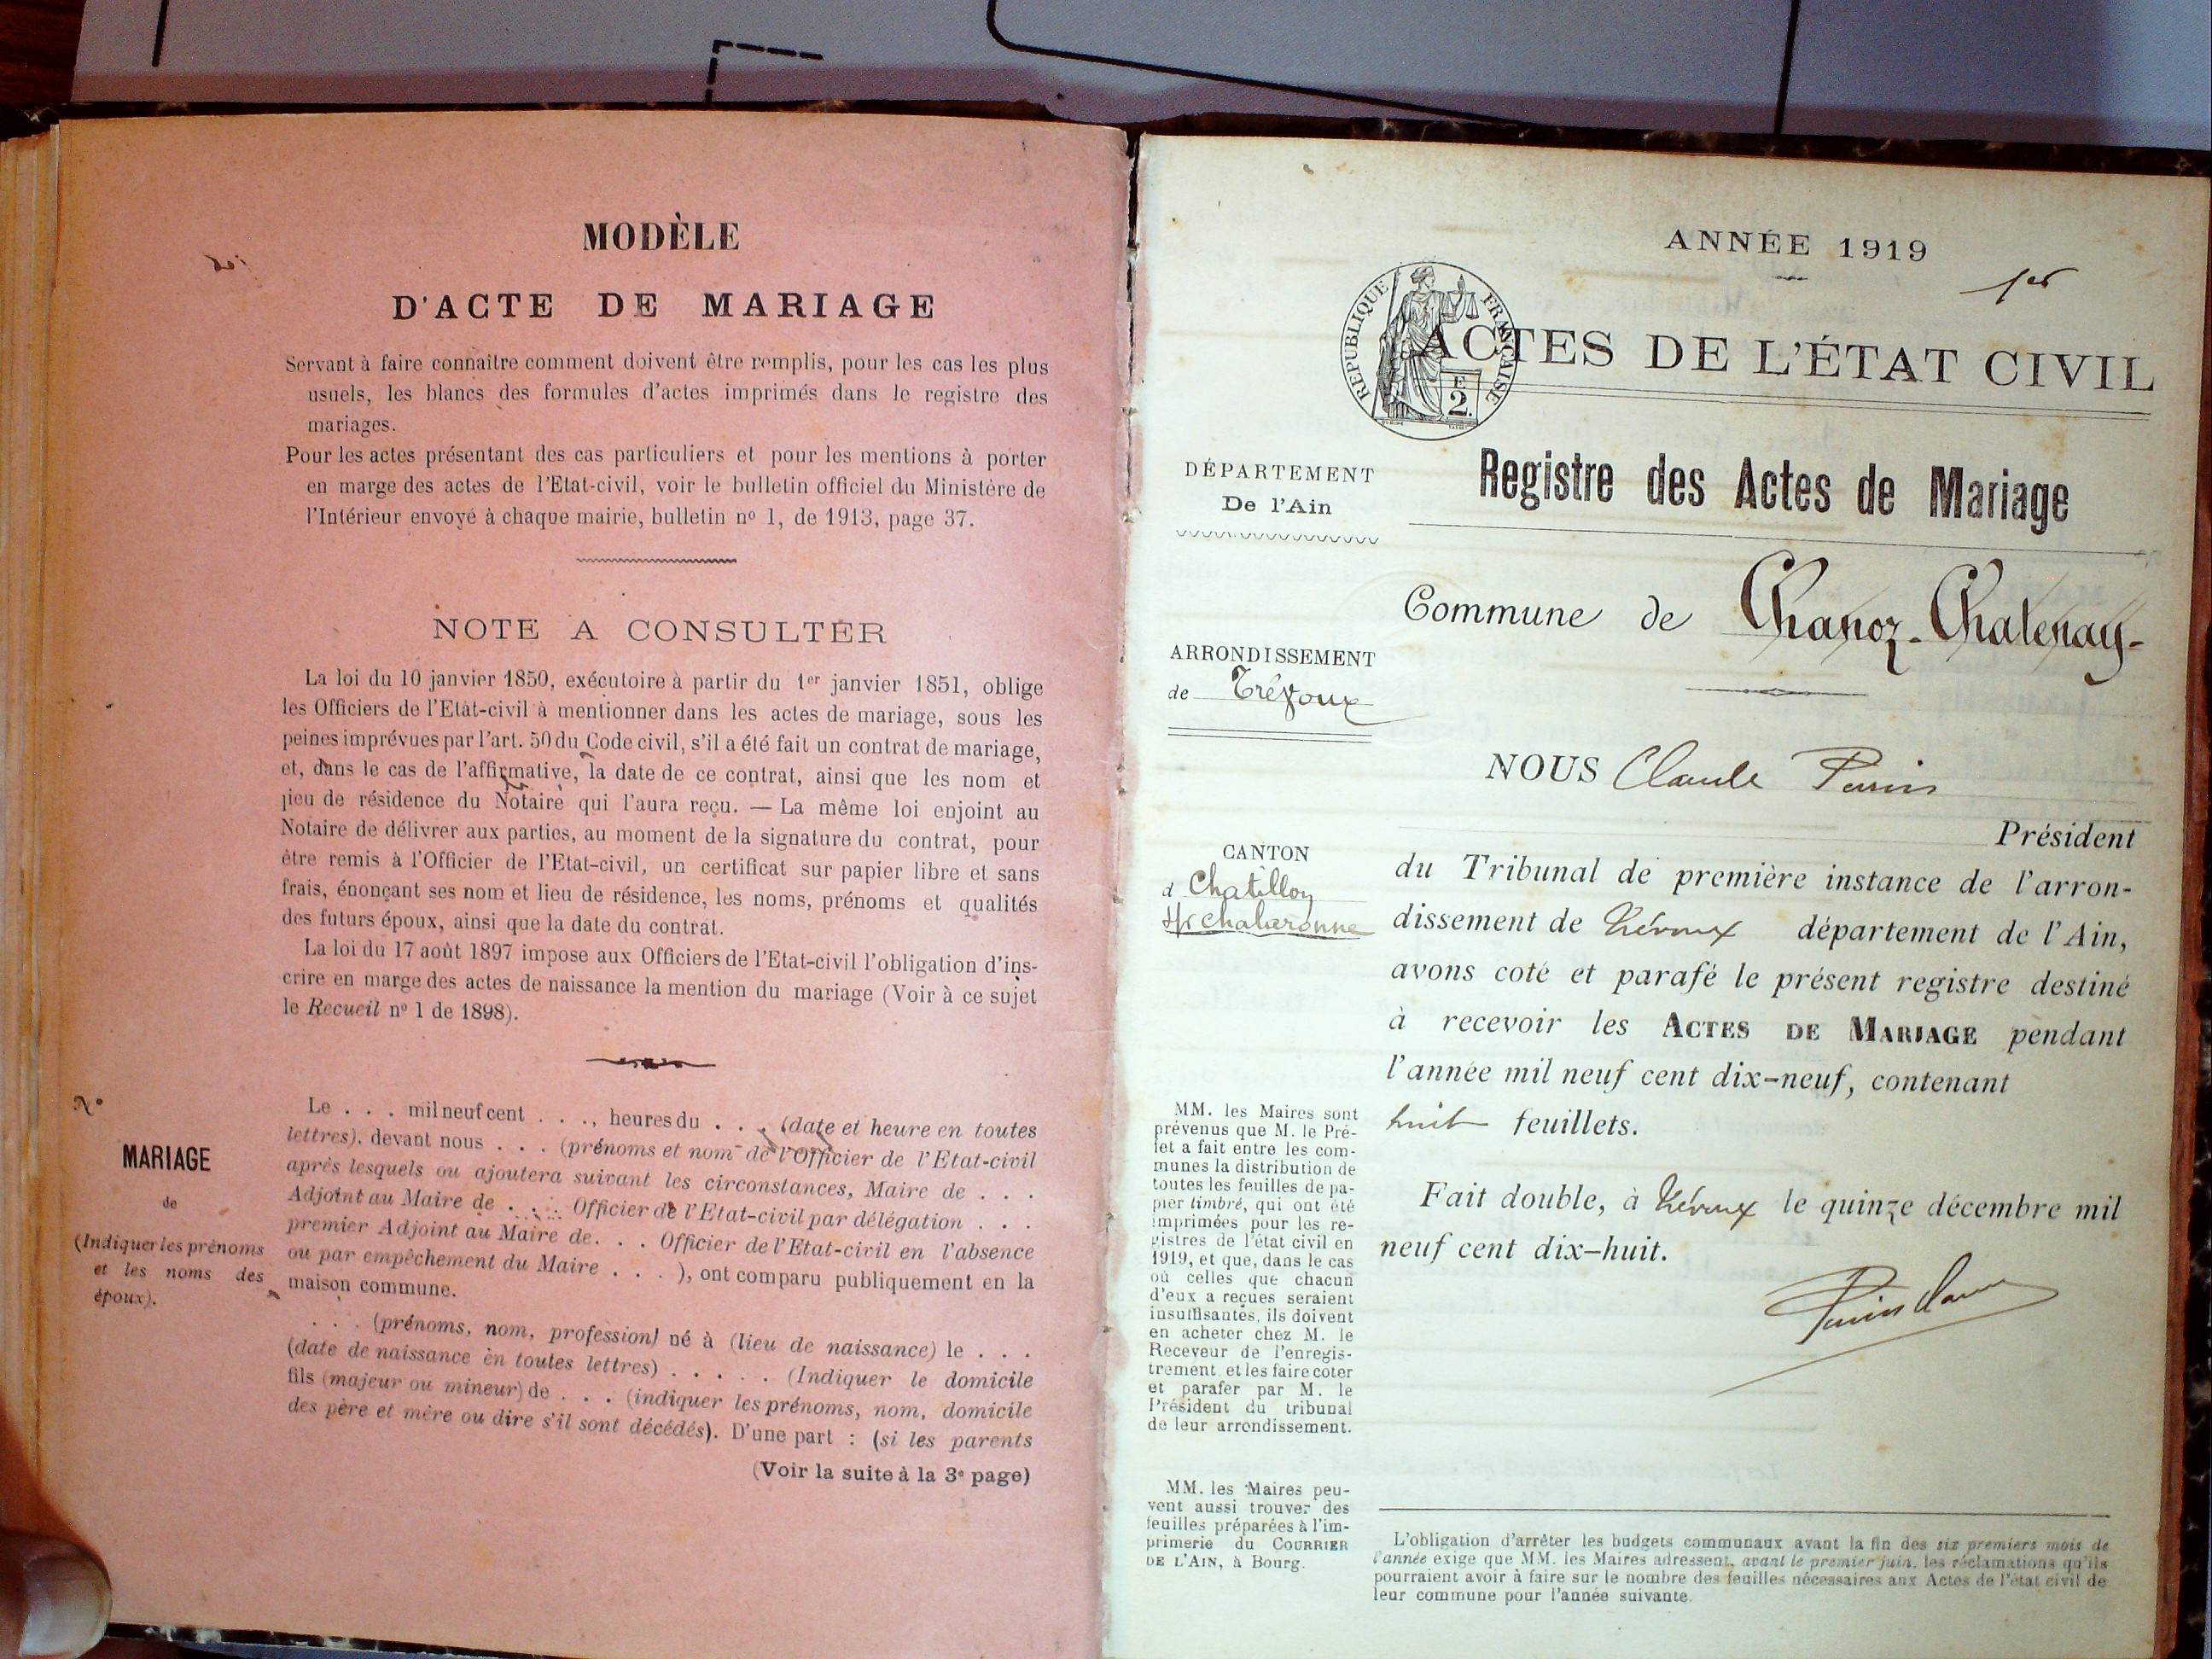 MODÈLE
D'ACTE DE MARIAGE
Servant à faire connaître comment doivent être remplis, pour les cas les plus
usuels, les blancs des formules d'actes imprimés dans le registre des
mariages.
Pour les actes présentant des cas particuliers et pour les mentions à porter
en marge des actes de l'Etat-civil, voir le bulletin officiel du Ministère de
l'Intérieur envoyé à chaque mairie, bulletin nº 1, de 1913, page 37.
NOTE A CONSULTER
La loi du 10 janvier 1850, exécutoire à partir du 1er janvier 1851, oblige
les Officiers de l'Etat-civil à mentionner dans les actes de mariage, sous les
peines imprévues par l'art. 50 du Code civil, s'il a été fait un contrat de mariage,
et, dans le cas de l'affirmative, la date de ce contrat, ainsi que les nom et
lieu de résidence du Notaire qui l'aura reçu. — La même loi enjoint au
Notaire de délivrer aux parties, au moment de la signature du contrat, pour
être remis à l'Officier de l'Etat-civil, un certificat sur papier libre et sans
frais, énonçant ses nom et lieu de résidence, les noms, prénoms et qualités
des futurs époux, ainsi que la date du contrat.
La loi du 17 août 1897 impose aux Officiers de l'Etat-civil l'obligation d'ins-
crire en marge des actes de naissance la mention du mariage (Voir à ce sujet
le Recueil nº 1 de 1898).
Nº
MARIAGE
de
(Indiquer les prénoms
et les noms des
époux).
Le . . . mil neuf cent . . ., heures du . . . (date et heure en toutes
lettres), devant nous . . . (prénoms et nom de l'Officier de l'Etat-civil
après lesquels ou ajoutera suivant les circonstances, Maire de . . .
Adjoint au Maire de . . . Officier de l'Etat-civil par délégation . . .
premier Adjoint au Maire de. . . Officier de l'Etat-civil en l'absence
ou par empêchement du Maire . . . ), ont comparu publiquement en la
maison commune.
. . . (prénoms, nom, profession) né à (lieu de naissance) le . . .
(date de naissance en toutes lettres) . . . . . (Indiquer le domicile
fils (majeur ou mineur) de . . . (indiquer les prénoms, nom, domicile
des père et mère ou dire s'il sont décédés). D'une part : (si les parents
(Voir la suite à la 3e page)
ANNÉE 1919
1er
RÉPUBLIQUE FRANÇAISE
E.
2.
ACTES DE L'ÉTAT CIVIL
Registre des Actes de Mariage
DÉPARTEMENT
De l'Ain
Commune de Chanoz-Chatenay-
ARRONDISSEMENT
de Trévoux
CANTON
d Chatillon
s/ Chalaronne
NOUS Claude Perrin
Président
du Tribunal de première instance de l'arron-
dissement de Trévoux département de l'Ain,
avons coté et parafé le présent registre destiné
à recevoir les ACTES DE MARIAGE pendant
l'année mil neuf cent dix-neuf, contenant
huit feuillets.
Fait double, à Trévoux le quinze décembre mil
neuf cent dix-huit.
MM. les Maires sont
prévenus que M. le Pré-
fet a fait entre les com-
munes la distribution de
toutes les feuilles de pa-
pier timbré, qui ont été
imprimées pour les re-
gistres de l'état civil en
1919, et que, dans le cas
où celles que chacun
d'eux a reçues seraient
insuffisantes, ils doivent
en acheter chez M. le
Receveur de l'enregis-
trement et les faire coter
et parafer par M. le
Président du tribunal
de leur arrondissement.
MM. les Maires peu-
vent aussi trouver des
feuilles préparées à l'im-
primerie du COURRIER
DE L'AIN, à Bourg.
L'obligation d'arrêter les budgets communaux avant la fin des six premiers mois de
l'année exige que MM. les Maires adressent, avant le premier juin, les réclamations qu'ils
pourraient avoir à faire sur le nombre des feuilles nécessaires aux Actes de l'état civil de
leur commune pour l'année suivante.